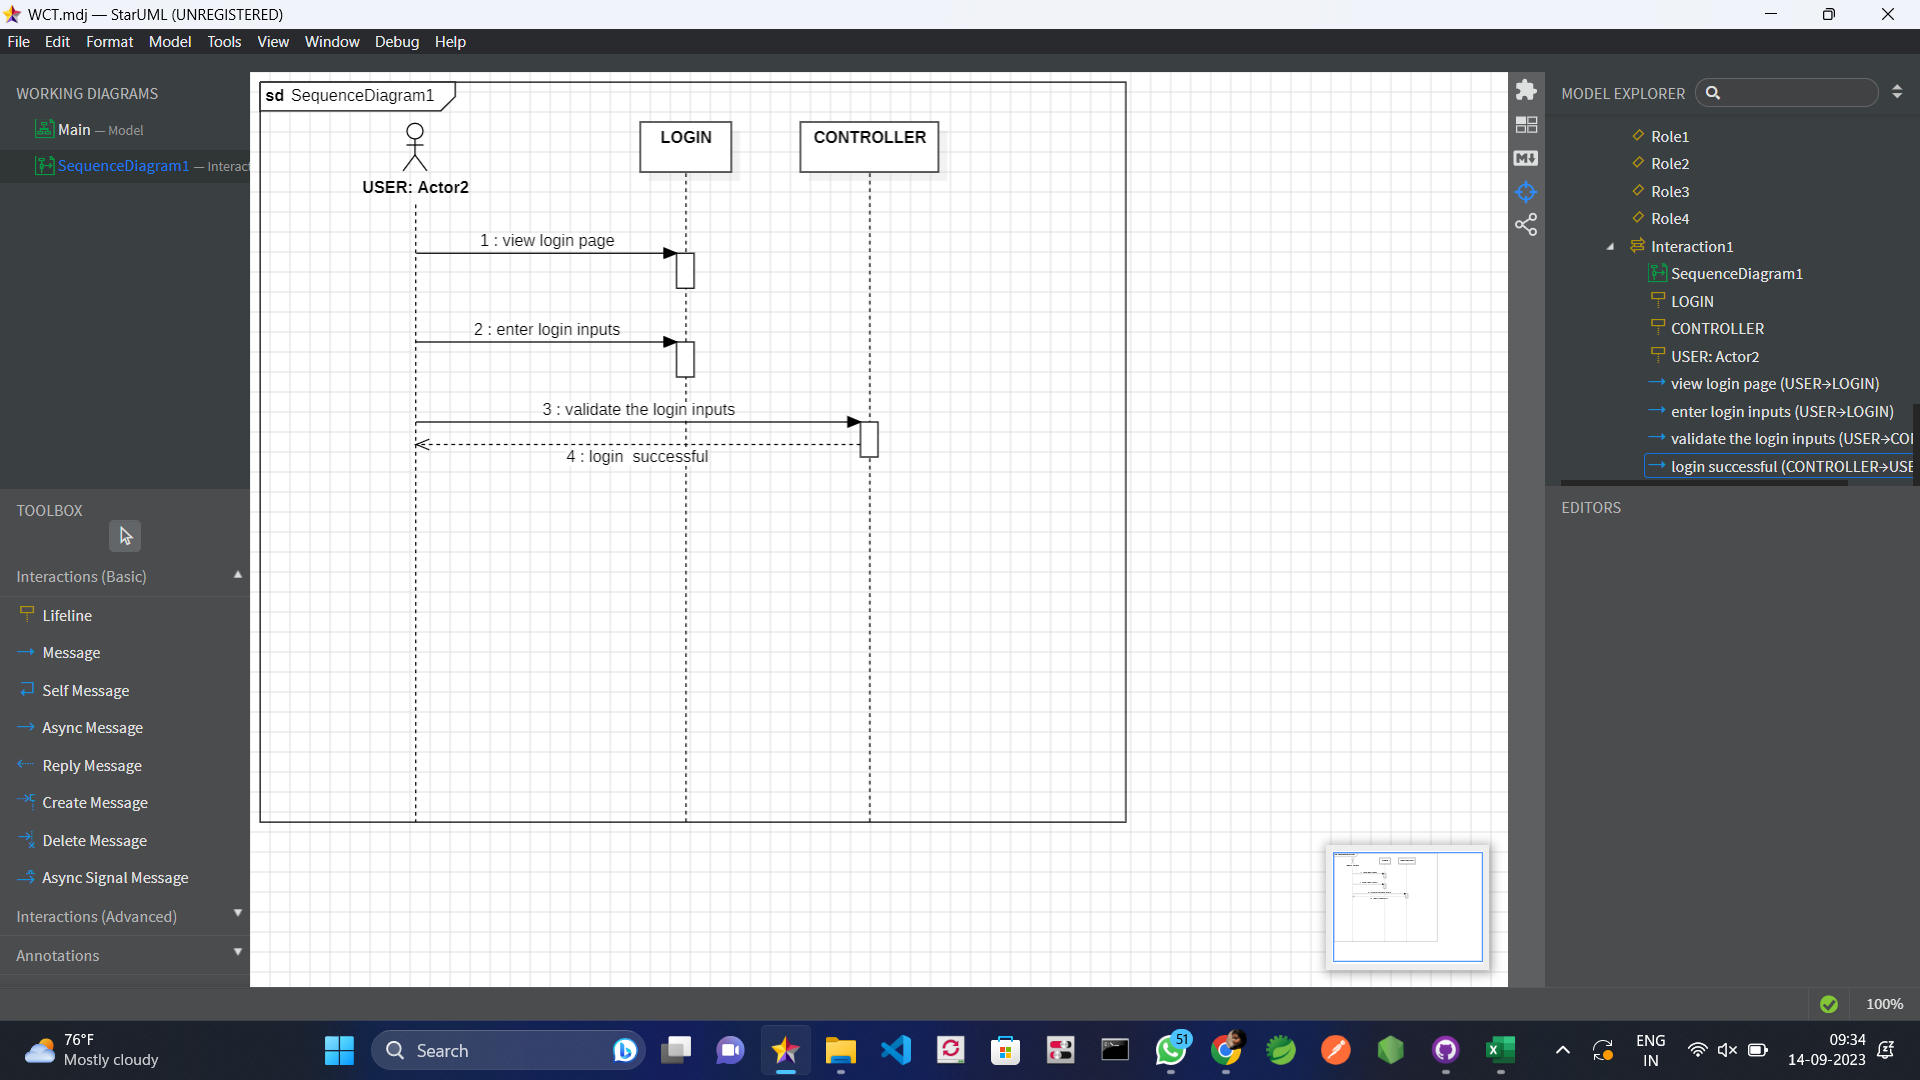 WCT.mdj — StarUML (UNREGISTERED)
File Edit Format Model Tools View Window Debug Help
WORKING DIAGRAMS
Main — Model
SequenceDiagram1 — Interact
TOOLBOX
Interactions (Basic)
Lifeline
Message
Self Message
Async Message
Reply Message
Create Message
Delete Message
Async Signal Message
Interactions (Advanced)
Annotations
sd SequenceDiagram1
USER: Actor2
LOGIN
CONTROLLER
1 : view login page
2 : enter login inputs
3 : validate the login inputs
4 : login  successful
MODEL EXPLORER
Role1
Role2
Role3
Role4
Interaction1
SequenceDiagram1
LOGIN
CONTROLLER
USER: Actor2
view login page (USER→LOGIN)
enter login inputs (USER→LOGIN)
validate the login inputs (USER→CO
login successful (CONTROLLER→USE
EDITORS
100%
76°F
Mostly cloudy
Search
51
ENG
IN
09:34
14-09-2023